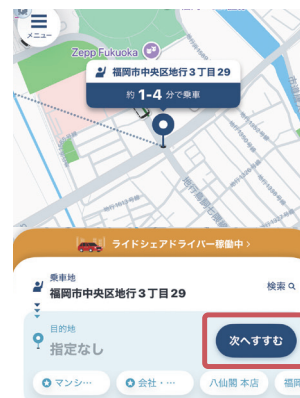 メニュー
Zepp Fukuoka
福岡市中央区地行3丁目29
約 1-4 分で乗車
ライドシェアドライバー稼働中 >
乗車地
福岡市中央区地行3丁目29
検索
目的地
指定なし
次へすすむ
マンシ…
会社・…
八仙閣 本店
福岡